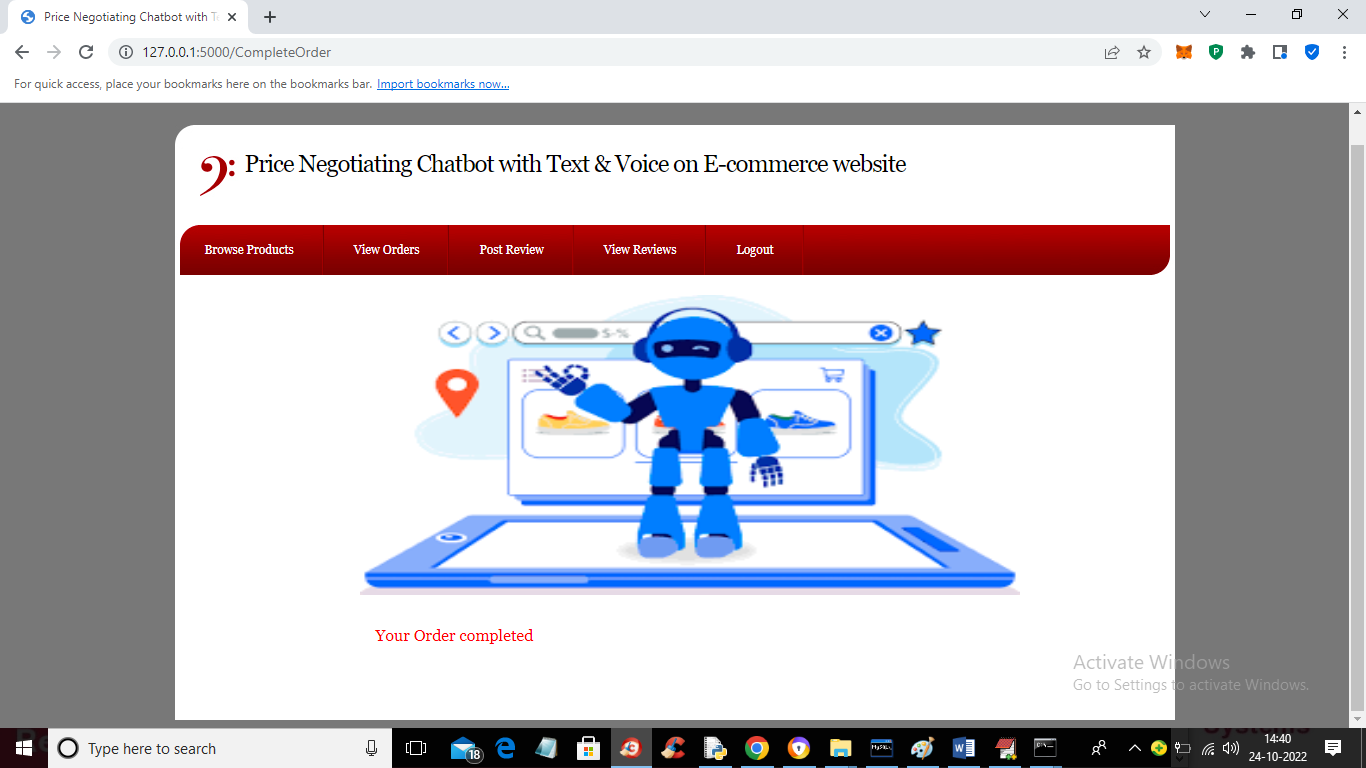 Price Negotiating Chatbot with Te
127.0.0.1:5000/CompleteOrder
For quick access, place your bookmarks here on the bookmarks bar. Import bookmarks now...
Price Negotiating Chatbot with Text & Voice on E-commerce website
Browse Products View Orders Post Review View Reviews Logout
$-%
Your Order completed
Activate Windows
Go to Settings to activate Windows.
Type here to search
18
MySQL
14:40
24-10-2022